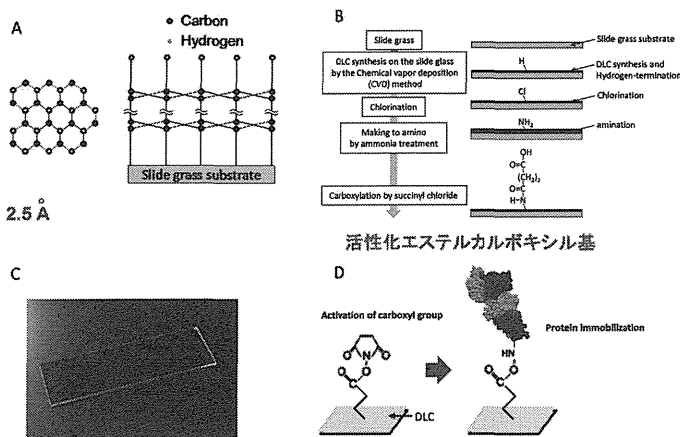 A
Carbon
Hydrogen
Slide grass substrate
2.5 Å
B
Slide grass
DLC synthesis on the slide glass
by the Chemical vapor deposition
(CVD) method
Chlorination
Making to amino
by ammonia treatment
Carboxylation by succinyl chloride
Slide grass substrate
H
DLC synthesis and
Hydrogen-termination
Cl
Chlorination
NH₂
amination
OH
O=C
(CH₂)₂
O=C
H-N
活性化エステルカルボキシル基
C
D
Activation of carboxyl group
O
N
O
O
O
C
DLC
Protein immobilization
HN
O
O
C